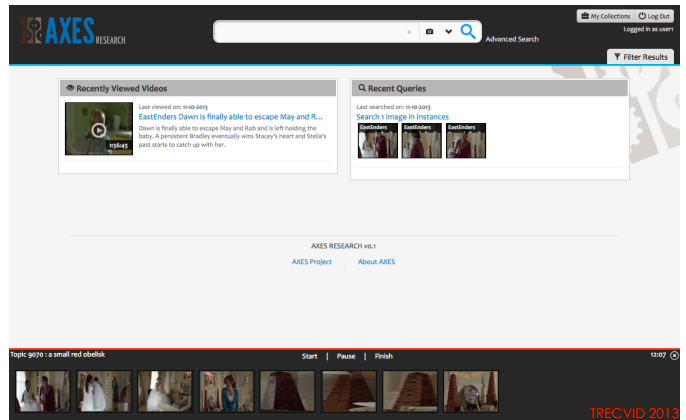 AXES RESEARCH
My Collections
Log Out
Logged in as user1
Advanced Search
Filter Results
Recently Viewed Videos
Last viewed on: 11-10-2013
EastEnders Dawn is finally able to escape May and R...
Dawn is finally able to escape May and Rob and is left holding the
baby. A persistent Bradley eventually wins Stacey's heart and Stella's
past starts to catch up with her.
1:56:45
Recent Queries
Last searched on: 11-10-2013
Search 1 image in Instances
EastEnders
EastEnders
EastEnders
AXES RESEARCH v0.1
AXES Project
About AXES
Topic 9070 : a small red obelisk
Start | Pause | Finish
12:07
TRECVID 2013